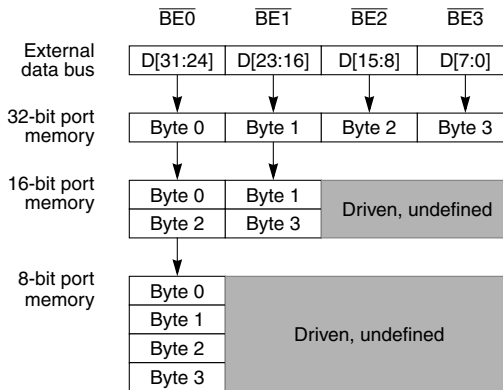 BE0 BE1 BE2 BE3
External data bus D[31:24] D[23:16] D[15:8] D[7:0]
32-bit port memory Byte 0 Byte 1 Byte 2 Byte 3
16-bit port memory Byte 0 Byte 1 Driven, undefined
Byte 2 Byte 3
8-bit port memory Byte 0
Byte 1 Driven, undefined
Byte 2
Byte 3